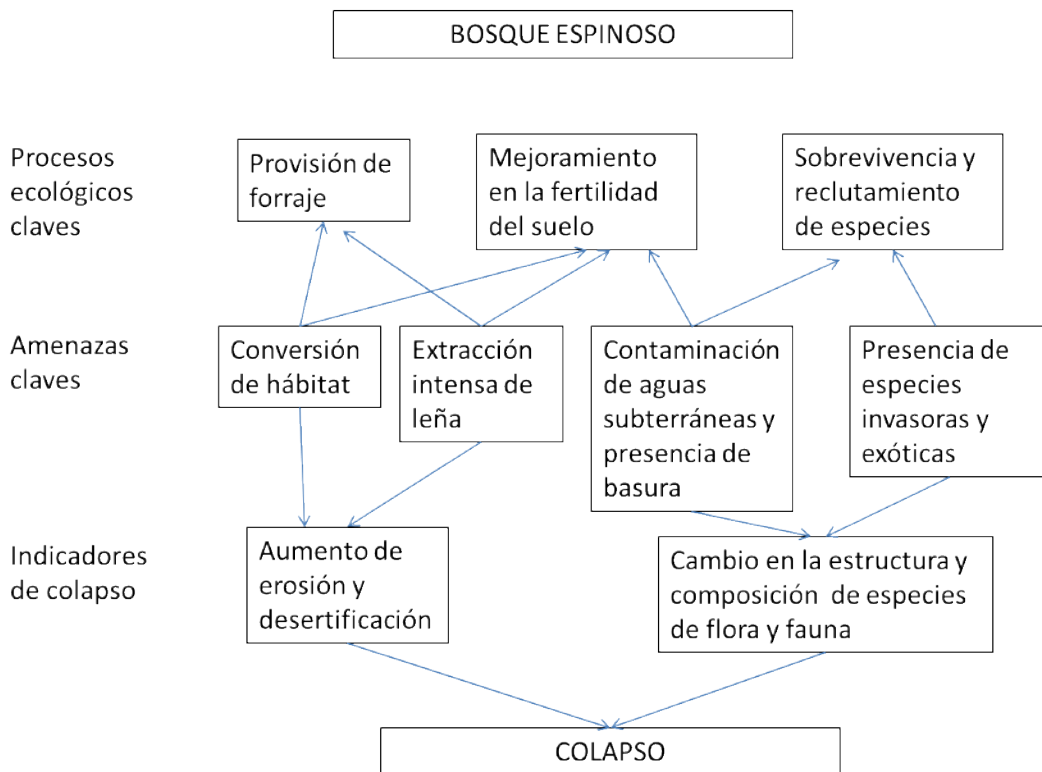 BOSQUE ESPINOSO
Procesos
ecológicos
claves
Provisión de
forraje
Mejoramiento
en la fertilidad
del suelo
Sobrevivencia y
reclutamiento
de especies
Amenazas
claves
Conversión
de hábitat
Extracción
intensa de
leña
Contaminación
de aguas
subterráneas y
presencia de
basura
Presencia de
especies
invasoras y
exóticas
Indicadores
de colapso
Aumento de
erosión y
desertificación
Cambio en la estructura y
composición de especies
de flora y fauna
COLAPSO